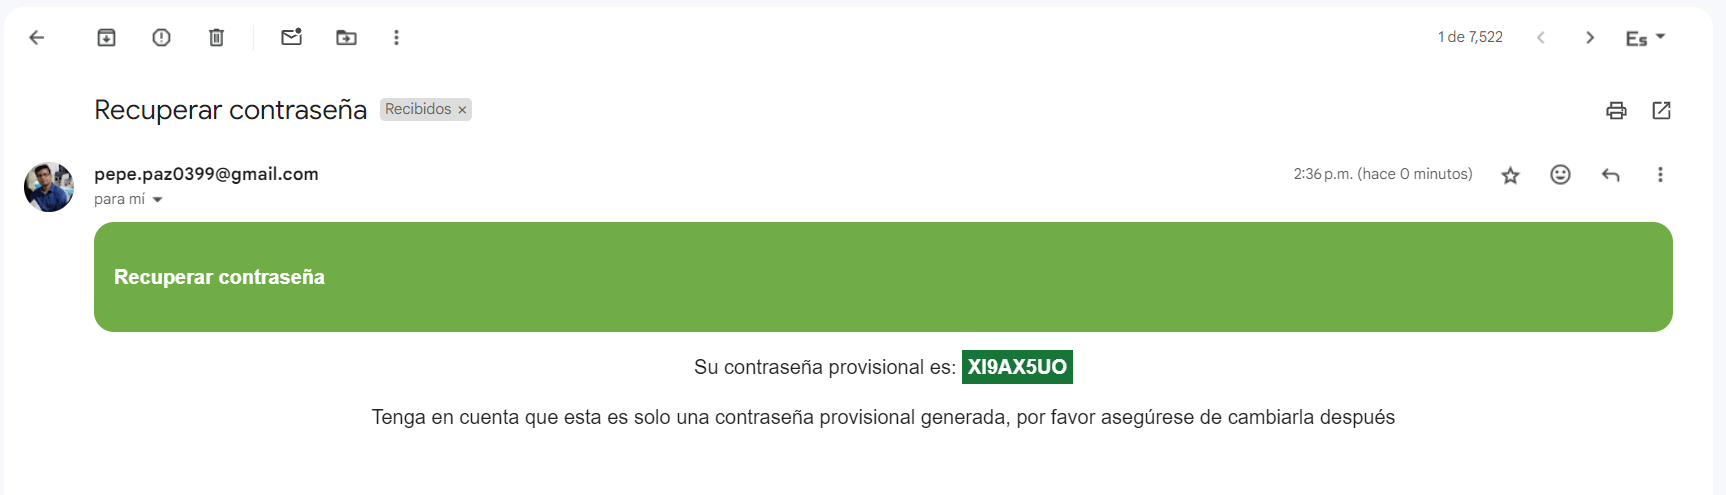 1 de 7,522
Es
Recuperar contraseña
Recibidos ×
pepe.paz0399@gmail.com
2:36 p.m. (hace 0 minutos)
para mí
Recuperar contraseña
Su contraseña provisional es: XI9AX5UO
Tenga en cuenta que esta es solo una contraseña provisional generada, por favor asegúrese de cambiarla después